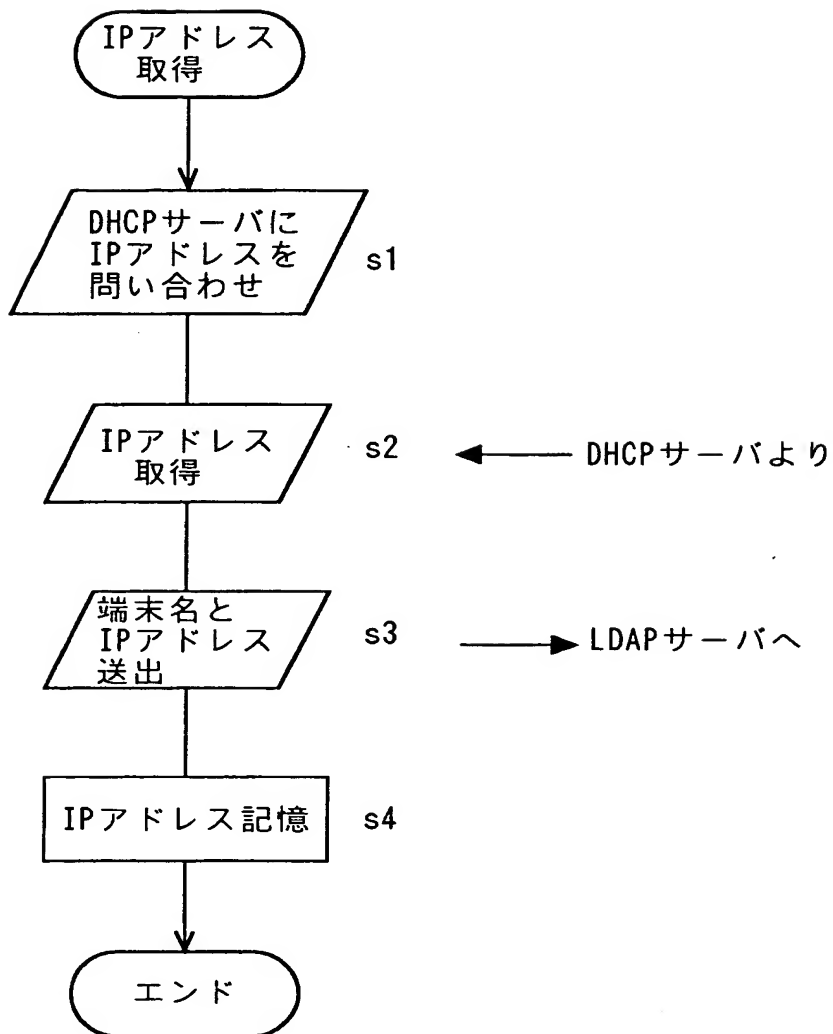 IPアドレス
取得
DHCPサーバに
IPアドレスを
問い合わせ
s1
IPアドレス
取得
s2
DHCPサーバより
端末名と
IPアドレス
送出
s3
LDAPサーバへ
IPアドレス記憶
s4
エンド